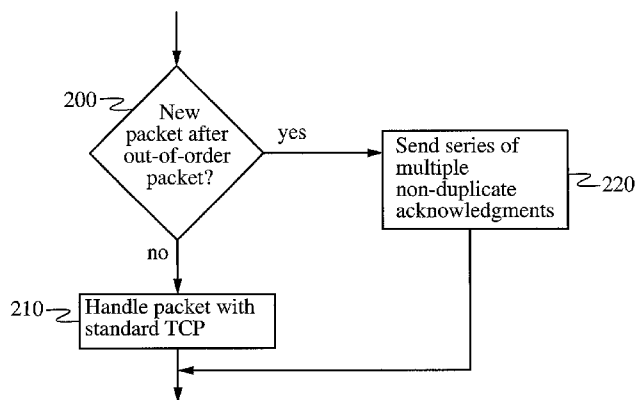 200
New
packet after
out-of-order
packet?
yes
Send series of
multiple
non-duplicate
acknowledgments
220
no
210
Handle packet with
standard TCP